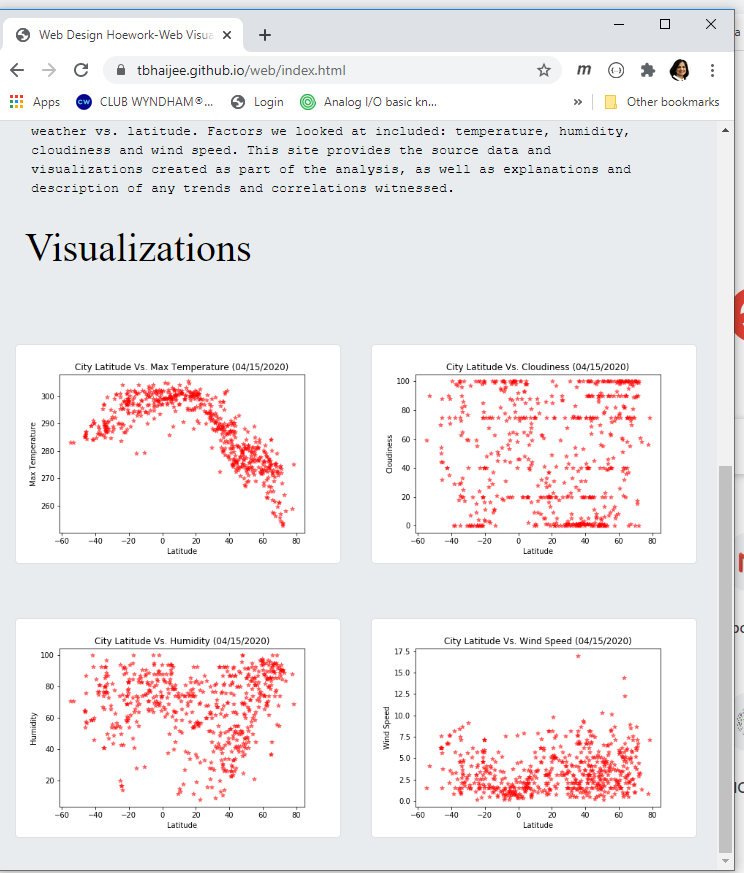 Web Design Hoework-Web Visua
tbhaijee.github.io/web/index.html
m
Apps
CW
CLUB WYNDHAM®...
Login
Analog I/O basic kn...
»
Other bookmarks
weather vs. latitude. Factors we looked at included: temperature, humidity,
cloudiness and wind speed. This site provides the source data and
visualizations created as part of the analysis, as well as explanations and
description of any trends and correlations witnessed.
Visualizations
City Latitude Vs. Max Temperature (04/15/2020)
Max Temperature
300
290
280
270
260
−60 −40 −20 0 20 40 60 80
Latitude
City Latitude Vs. Cloudiness (04/15/2020)
Cloudiness
100
80
60
40
20
0
−60 −40 −20 0 20 40 60 80
Latitude
City Latitude Vs. Humidity (04/15/2020)
Humidity
100
80
60
40
20
−60 −40 −20 0 20 40 60 80
Latitude
City Latitude Vs. Wind Speed (04/15/2020)
Wind Speed
17.5
15.0
12.5
10.0
7.5
5.0
2.5
0.0
−60 −40 −20 0 20 40 60 80
Latitude